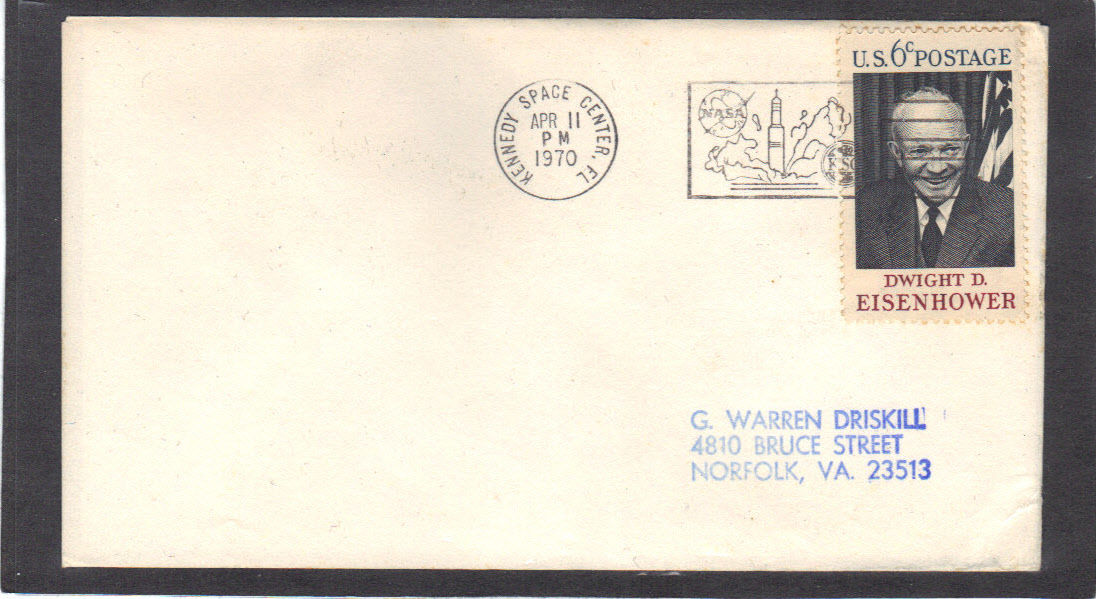 KENNEDY SPACE CENTER, FL
APR 11
PM
1970
NASA
KSC
U.S. 6c POSTAGE
DWIGHT D.
EISENHOWER
G. WARREN DRISKILL
4810 BRUCE STREET
NORFOLK, VA. 23513